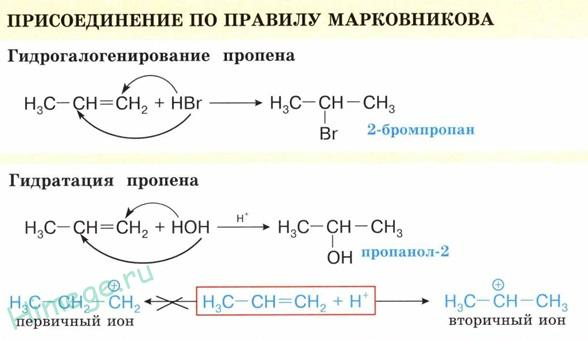 ПРИСОЕДИНЕНИЕ ПО ПРАВИЛУ МАРКОВНИКОВА
Гидрогалогенирование пропена
H₃C—CH=CH₂ + HBr ⟶ H₃C—CH—CH₃
Br
2-бромпропан
Гидратация пропена
H₃C—CH=CH₂ + HOH H⁺ ⟶ H₃C—CH—CH₃
OH
пропанол-2
H₃C—CH₂—CH₂ ⊕ H₃C—CH=CH₂ + H⁺ ⟶ H₃C—CH—CH₃ ⊕
первичный ион вторичный ион
Himege.ru